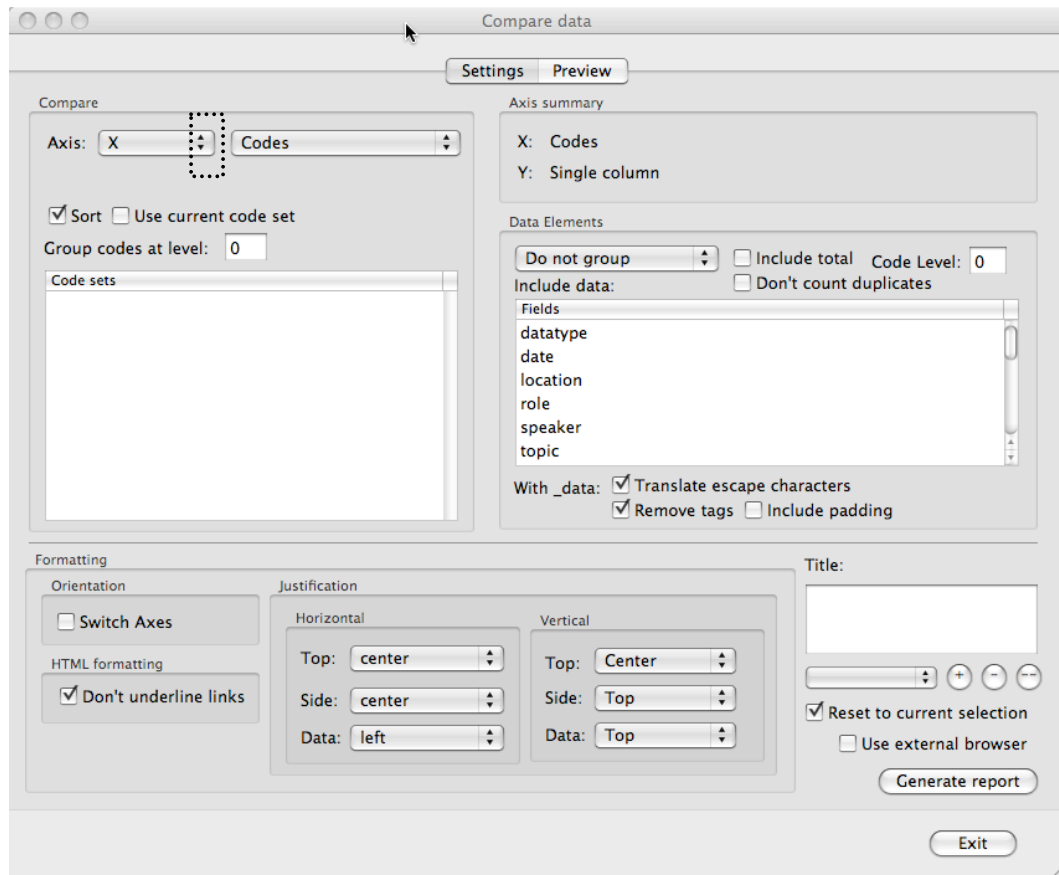 Compare data
Settings Preview
Compare
Axis: X Codes
Sort Use current code set
Group codes at level: 0
Code sets
Axis summary
X: Codes
Y: Single column
Data Elements
Do not group Include total Code Level: 0
Include data: Don't count duplicates
Fields
datatype
date
location
role
speaker
topic
With _data: Translate escape characters
Remove tags Include padding
Formatting
Orientation
Switch Axes
HTML formatting
Don't underline links
Justification
Horizontal
Top: center
Side: center
Data: left
Vertical
Top: Center
Side: Top
Data: Top
Title:
+ - --
Reset to current selection
Use external browser
Generate report
Exit